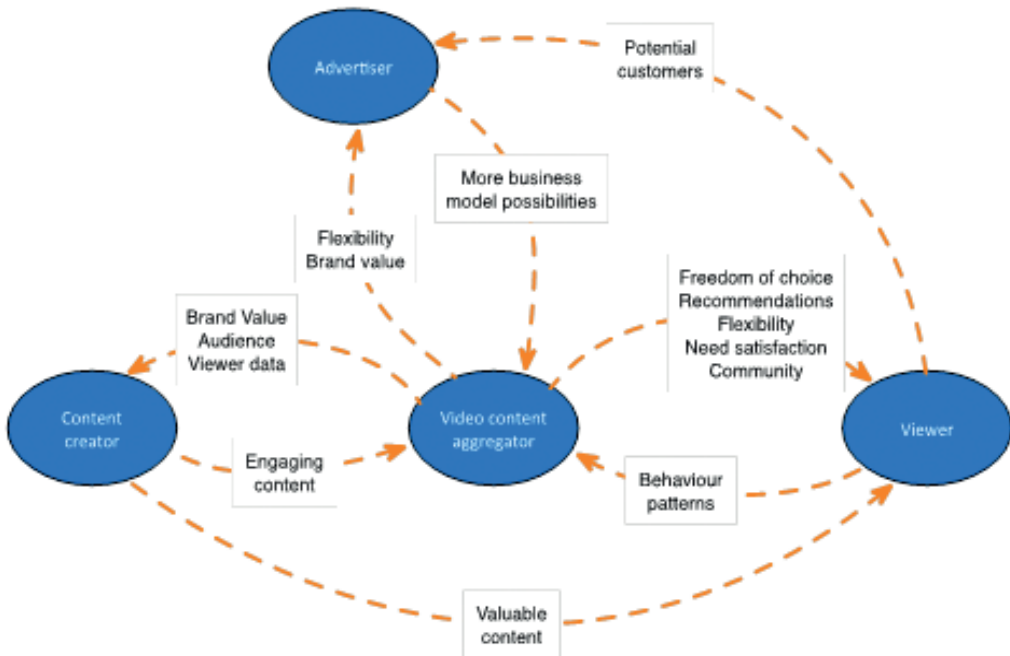 Advertiser
Potential
customers
More business
model possibilities
Flexibility
Brand value
Freedom of choice
Recommendations
Flexibility
Need satisfaction
Community
Brand Value
Audience
Viewer data
Content
creator
Video content
aggregator
Viewer
Engaging
content
Behaviour
patterns
Valuable
content